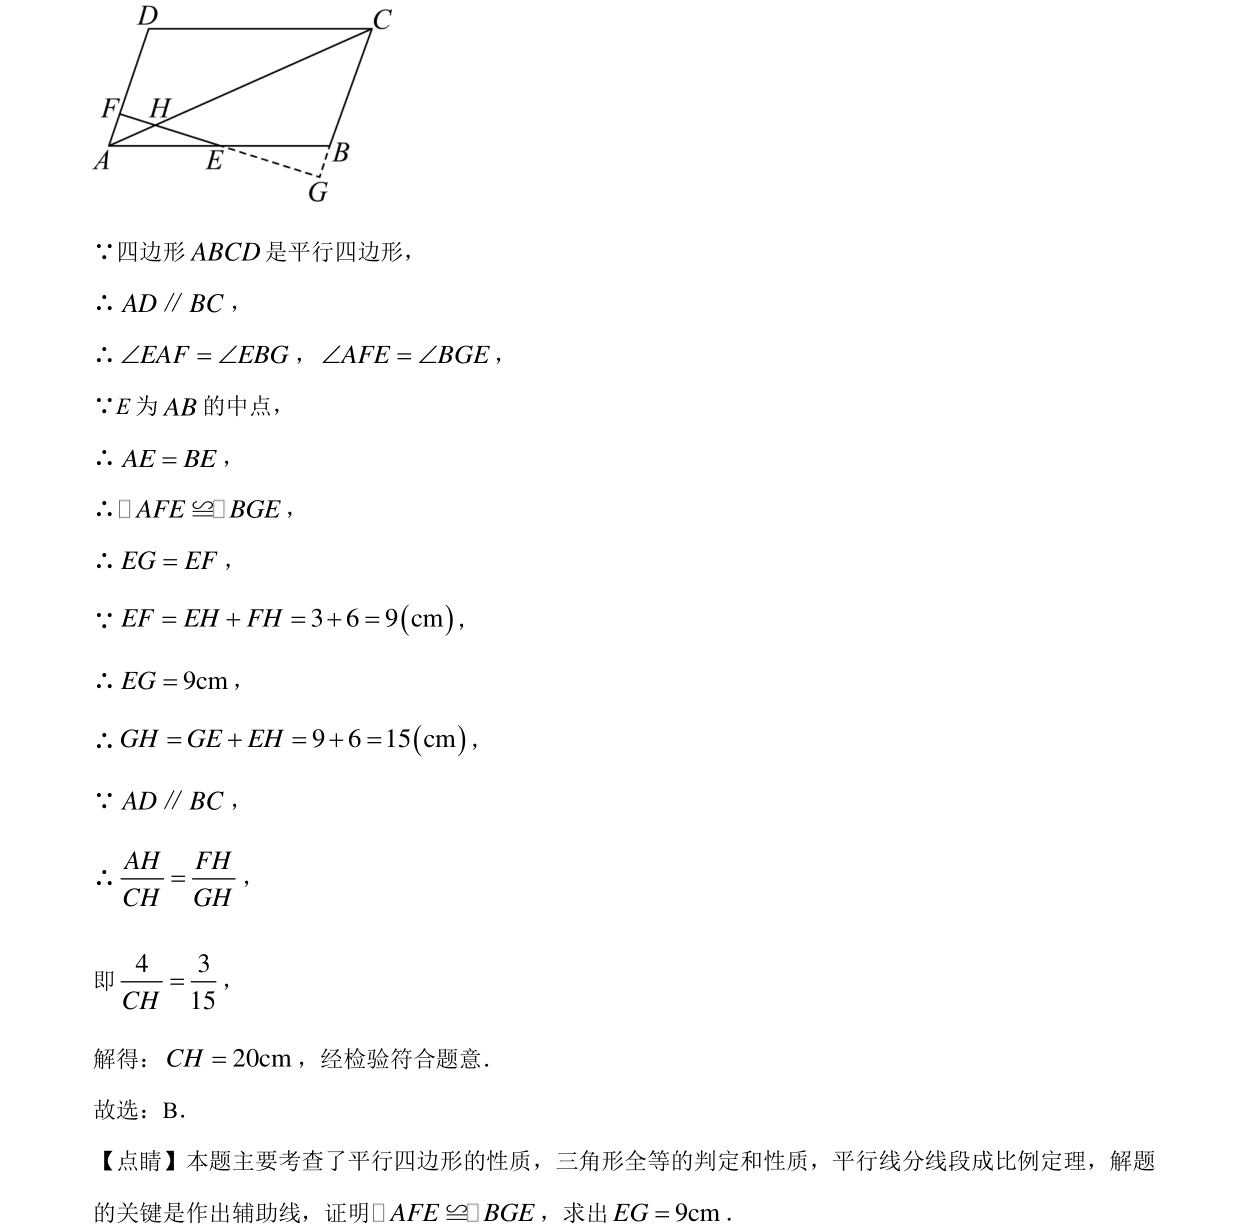 D C
F H
A E B
G
∵四边形ABCD是平行四边形，
∴AD∥BC，
∴∠EAF=∠EBG，∠AFE=∠BGE，
∵E为AB的中点，
∴AE=BE，
∴□AFE≌□BGE，
∴EG=EF，
∵EF=EH+FH=3+6=9(cm)，
∴EG=9cm，
∴GH=GE+EH=9+6=15(cm)，
∵AD∥BC，
∴AH/CH=FH/GH，
即4/CH=3/15，
解得：CH=20cm，经检验符合题意．
故选：B．
【点睛】本题主要考查了平行四边形的性质，三角形全等的判定和性质，平行线分线段成比例定理，解题
的关键是作出辅助线，证明□AFE≌□BGE，求出EG=9cm．